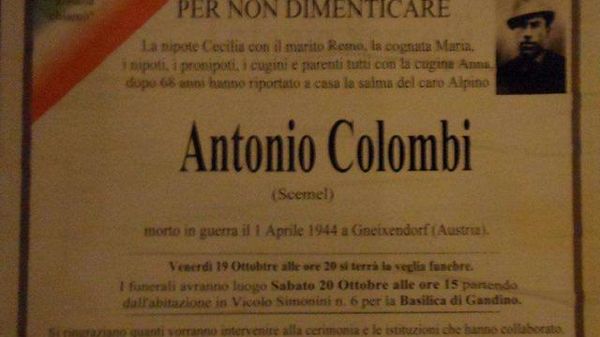 PER NON DIMENTICARE
La nipote Cecilia con il marito Remo, la cognata Maria,
i nipoti, i pronipoti, i cugini e parenti tutti con la cugina Anna,
dopo 68 anni hanno riportato a casa la salma del caro Alpino
Antonio Colombi
(Scemel)
morto in guerra il 1 Aprile 1944 a Gneixendorf (Austria).
Venerdì 19 Ottobtre alle ore 20 si terrà la veglia funebre.
I funerali avranno luogo Sabato 20 Ottobre alle ore 15 partendo
dall'abitazione in Vicolo Simonini n. 6 per la Basilica di Gandino.
Si ringraziano quanti vorranno intervenire alla cerimonia e le istituzioni che hanno collaborato.